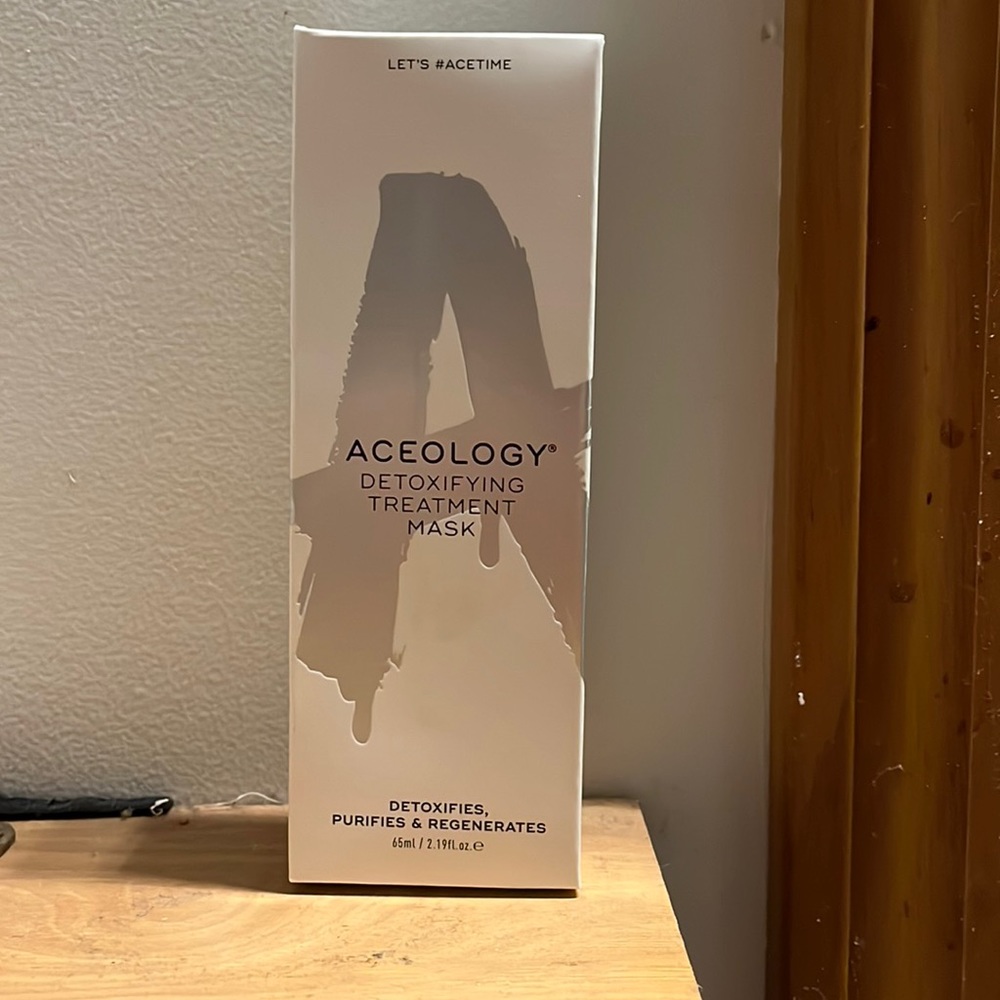 LET'S #ACETIME
ACEOLOGY®
DETOXIFYING
TREATMENT
MASK
DETOXIFIES,
PURIFIES & REGENERATES
65ml / 2.19fl.oz.℮